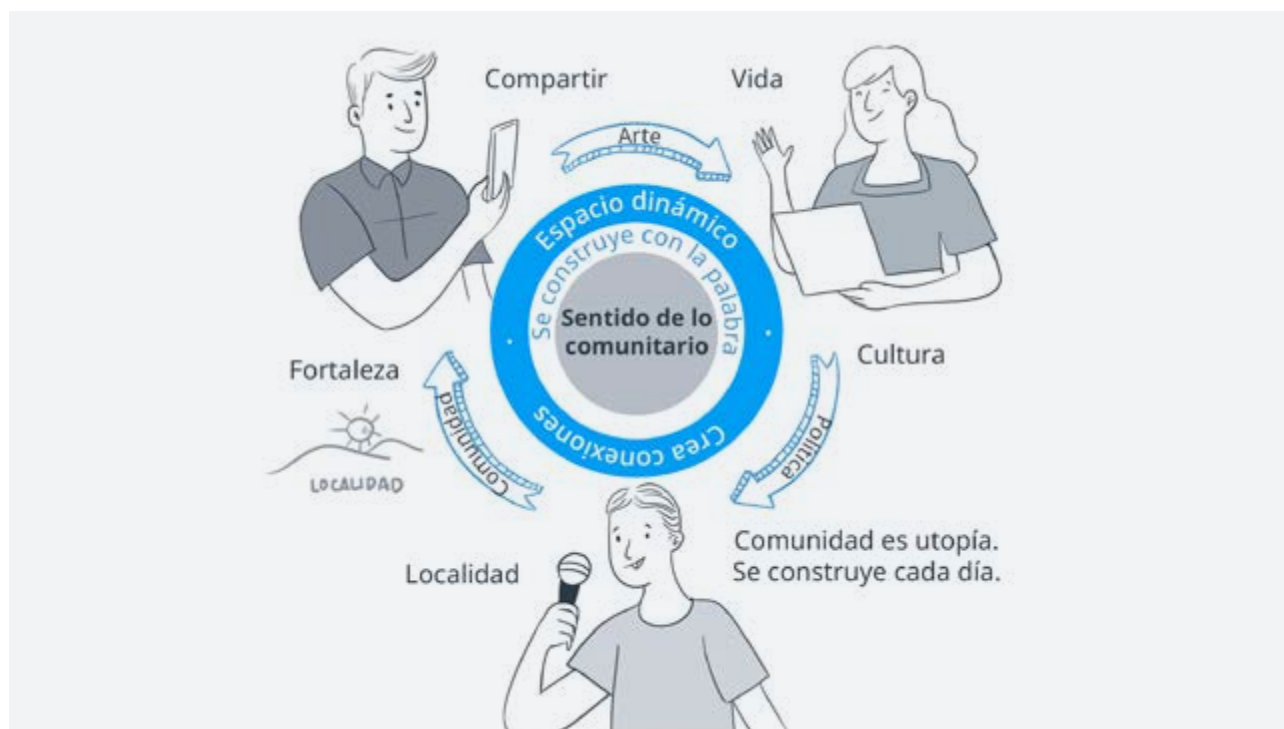 Compartir
Vida
Arte
Espacio dinámico
Se construye con la palabra
Sentido de lo
comunitario
Crea conexiones
Fortaleza
Cultura
Comunidad
Política
LOCALIDAD
Localidad
Comunidad es utopía.
Se construye cada día.